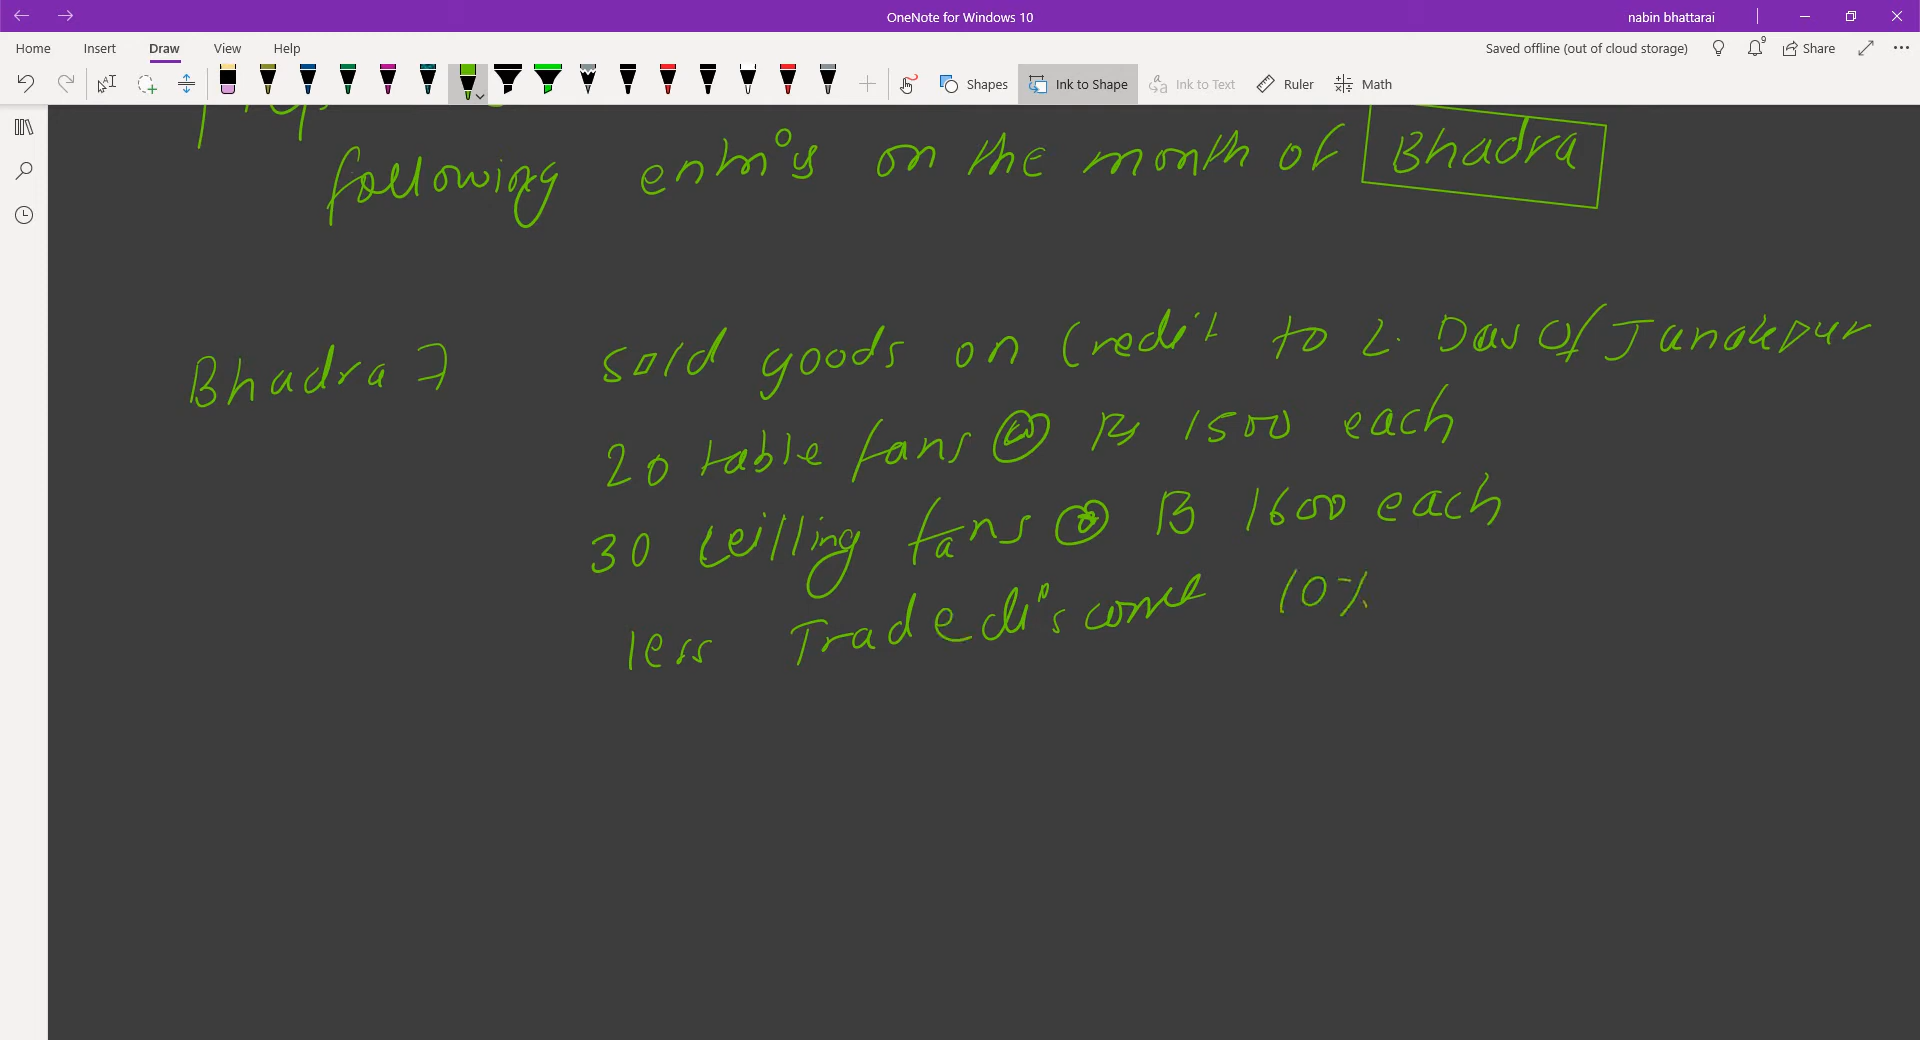 OneNote for Windows 10
nabin bhattarai
Home Insert Draw View Help
Saved offline (out of cloud storage) 9 Share
Shapes Ink to Shape Ink to Text Ruler Math
following on the month of Bhadra
Bhadra 7 sold goods on Credit to L. Das Of Janakpur
20 table fans @ Rs 1500 each
30 Ceilling fans @ Rs 1600 each
less Trade discount 10%